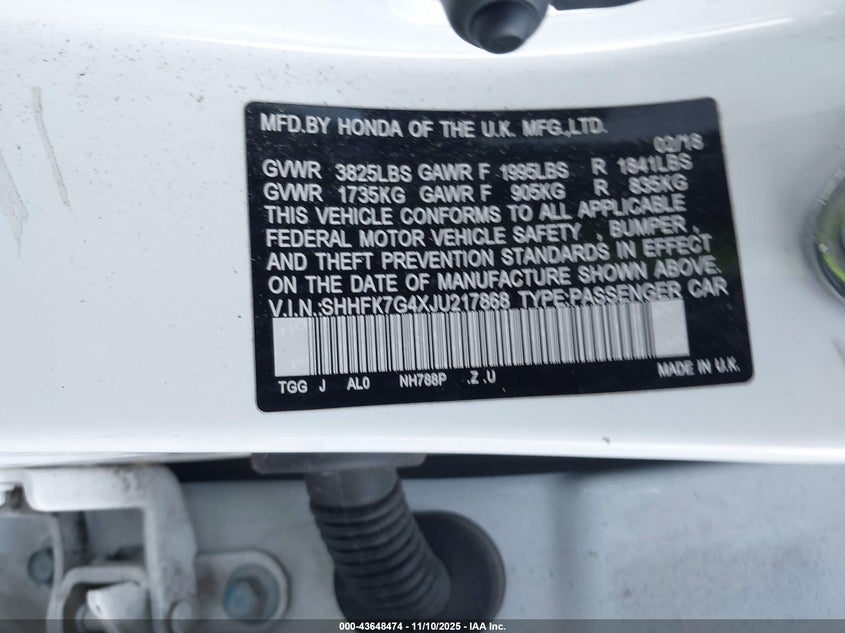 MFD.BY HONDA OF THE U.K. MFG.,LTD.
02/18
GVWR 3825LBS GAWR F 1995LBS R 1841LBS
GVWR 1735KG GAWR F 905KG R 835KG
THIS VEHICLE CONFORMS TO ALL APPLICABLE
FEDERAL MOTOR VEHICLE SAFETY , BUMPER ,
AND THEFT PREVENTION STANDARDS IN EFFECT
ON THE DATE OF MANUFACTURE SHOWN ABOVE.
V.I.N.:SHHFK7G4XJU217868 TYPE:PASSENGER CAR
TGG J AL0 NH788P .Z .U MADE IN U.K.
000-43648474 - 11/10/2025 - IAA Inc.